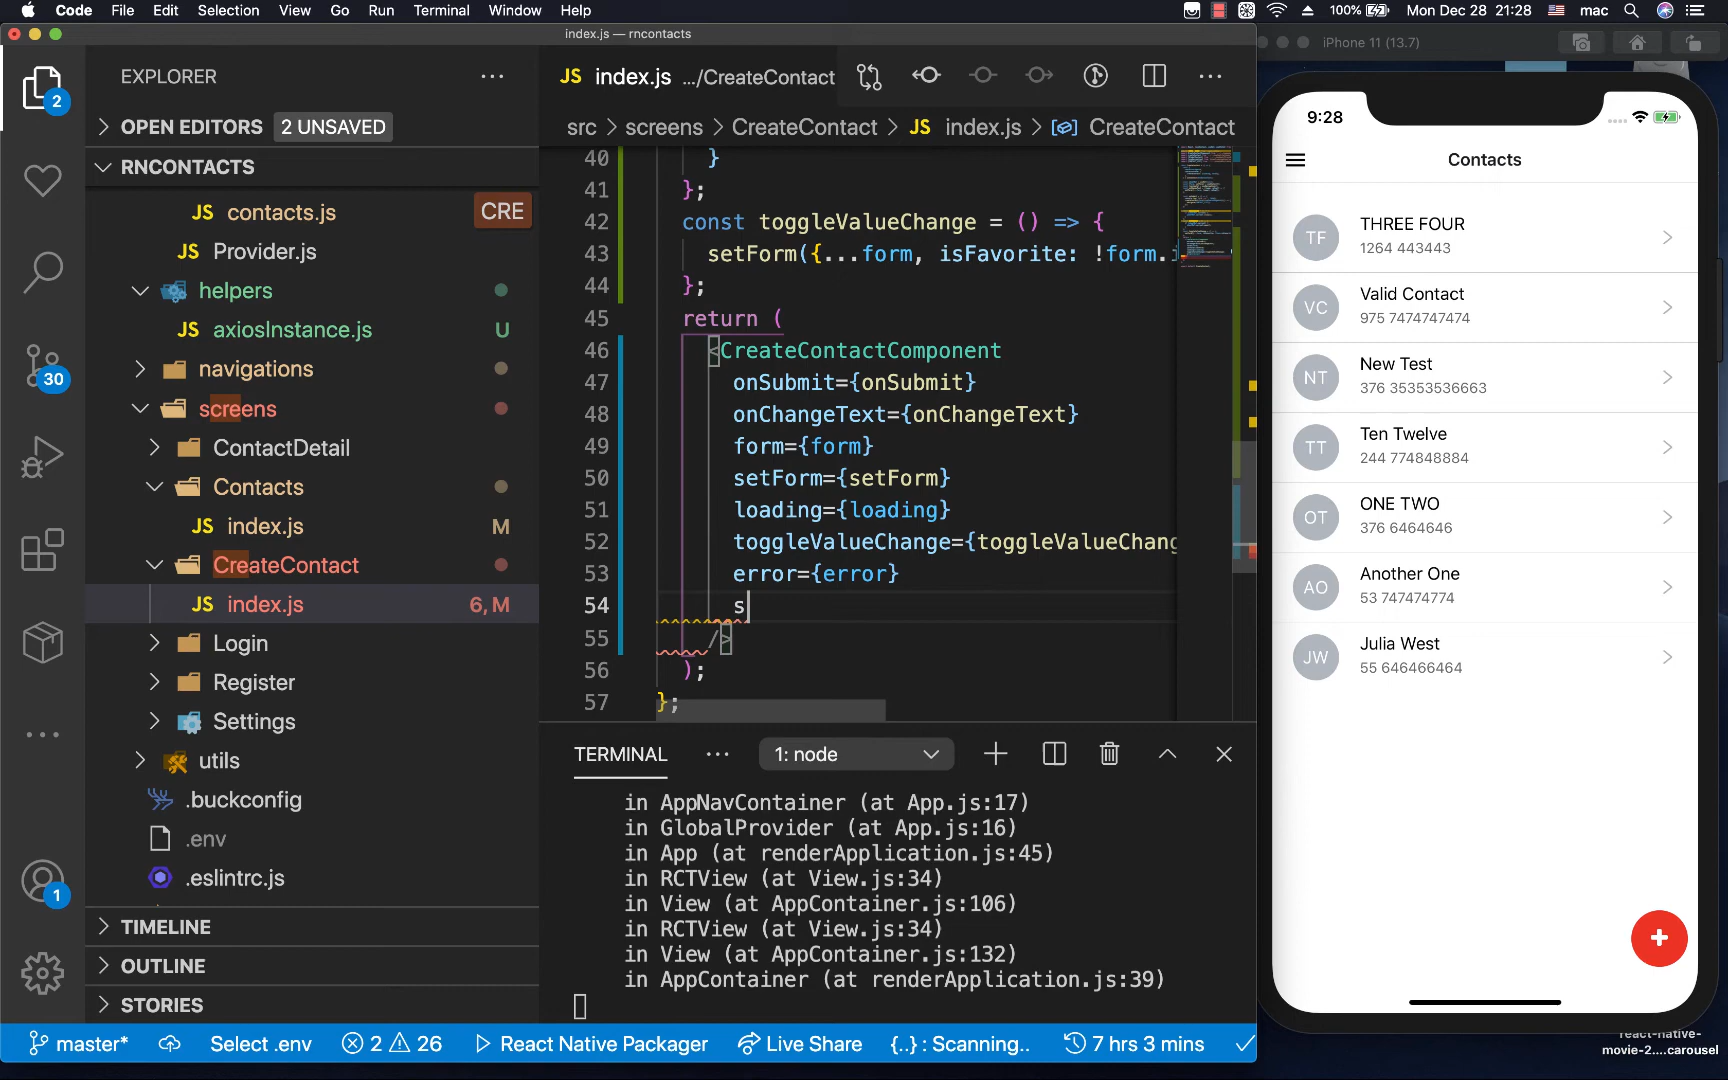 Code File Edit Selection View Go Run Terminal Window Help 100% Mon Dec 28 21:28 mac
index.js — rncontacts
iPhone 11 (13.7)
EXPLORER
2
OPEN EDITORS 2 UNSAVED
RNCONTACTS
JS contacts.js CRE
JS Provider.js
helpers
JS axiosInstance.js U
navigations
30
screens
ContactDetail
Contacts
JS index.js M
CreateContact
JS index.js 6, M
Login
Register
Settings
utils
.buckconfig
.env
.eslintrc.js
1
TIMELINE
OUTLINE
STORIES
JS index.js .../CreateContact
src > screens > CreateContact > JS index.js > CreateContact
40 }
41 };
42 const toggleValueChange = () => {
43 setForm({...form, isFavorite: !form.i
44 };
45 return (
46 <CreateContactComponent
47 onSubmit={onSubmit}
48 onChangeText={onChangeText}
49 form={form}
50 setForm={setForm}
51 loading={loading}
52 toggleValueChange={toggleValueChang
53 error={error}
54 s
55 />
56 );
57 };
TERMINAL 1: node
in AppNavContainer (at App.js:17)
in GlobalProvider (at App.js:16)
in App (at renderApplication.js:45)
in RCTView (at View.js:34)
in View (at AppContainer.js:106)
in RCTView (at View.js:34)
in View (at AppContainer.js:132)
in AppContainer (at renderApplication.js:39)
master* Select .env 2 26 React Native Packager Live Share {..} : Scanning.. 7 hrs 3 mins
9:28
Contacts
TF THREE FOUR
1264 443443
VC Valid Contact
975 7474747474
NT New Test
376 35353536663
TT Ten Twelve
244 774848884
OT ONE TWO
376 6464646
AO Another One
53 747474774
JW Julia West
55 646466464
+
react-native-
movie-2....carousel